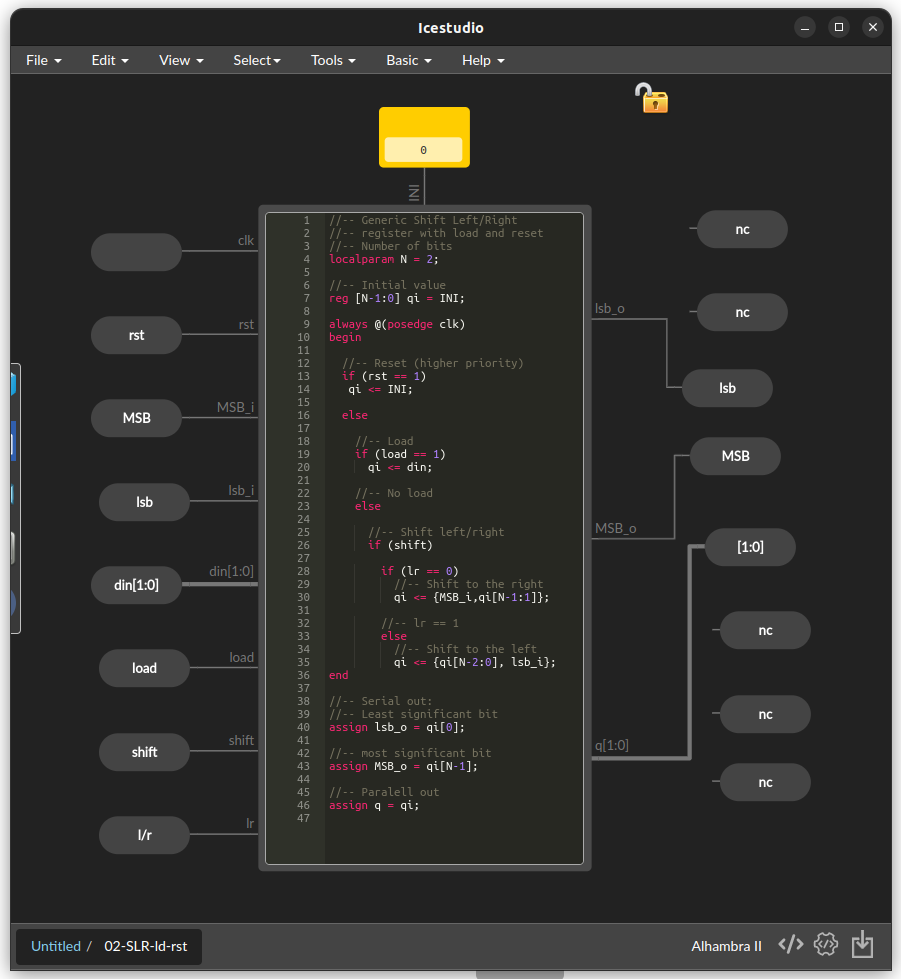 Icestudio
File Edit View Select Tools Basic Help
0
INI
clk
rst
rst
MSB
MSB_i
lsb
lsb_i
din[1:0]
din[1:0]
load
load
shift
shift
l/r
lr
1 //-- Generic Shift Left/Right
2 //-- register with load and reset
3 //-- Number of bits
4 localparam N = 2;
5
6 //-- Initial value
7 reg [N-1:0] qi = INI;
8
9 always @(posedge clk)
10 begin
11
12 //-- Reset (higher priority)
13 if (rst == 1)
14 qi <= INI;
15
16 else
17
18 //-- Load
19 if (load == 1)
20 qi <= din;
21
22 //-- No load
23 else
24
25 //-- Shift left/right
26 if (shift)
27
28 if (lr == 0)
29 //-- Shift to the right
30 qi <= {MSB_i,qi[N-1:1]};
31
32 //-- lr == 1
33 else
34 //-- Shift to the left
35 qi <= {qi[N-2:0], lsb_i};
36 end
37
38 //-- Serial out:
39 //-- Least significant bit
40 assign lsb_o = qi[0];
41
42 //-- most significant bit
43 assign MSB_o = qi[N-1];
44
45 //-- Paralell out
46 assign q = qi;
47
nc
nc
lsb_o
lsb
MSB
MSB_o
[1:0]
nc
nc
q[1:0]
nc
Untitled / 02-SLR-ld-rst
Alhambra II